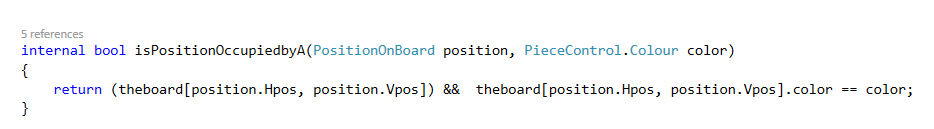 5 references
internal bool isPositionOccupiedbyA(PositionOnBoard position, PieceControl.Colour color)
{
    return (theboard[position.Hpos, position.Vpos]) &&  theboard[position.Hpos, position.Vpos].color == color;
}